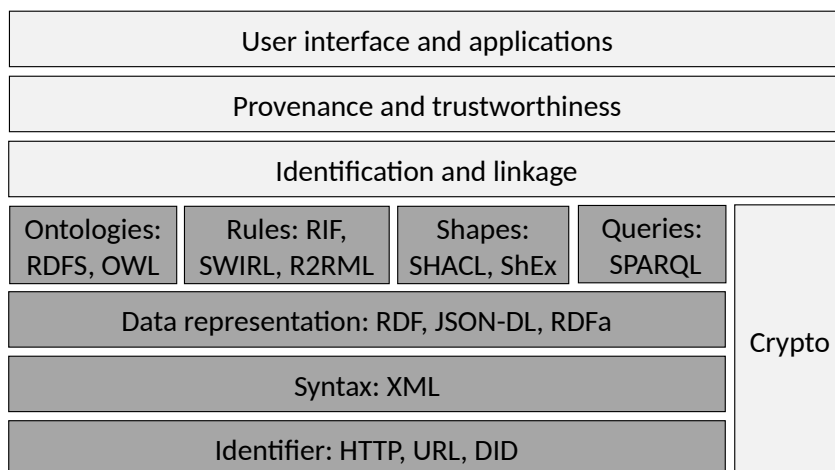 User interface and applications
Provenance and trustworthiness
Identification and linkage
Ontologies:
RDFS, OWL
Rules: RIF,
SWIRL, R2RML
Shapes:
SHACL, ShEx
Queries:
SPARQL
Data representation: RDF, JSON-DL, RDFa
Crypto
Syntax: XML
Identifier: HTTP, URL, DID